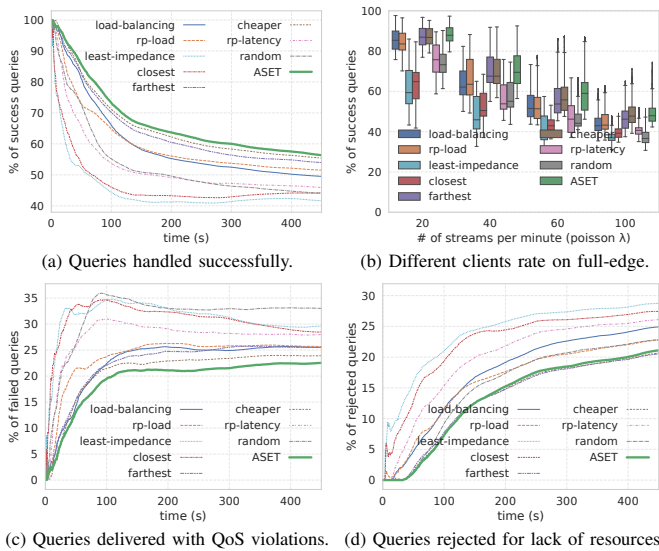 100
90
80
70
60
50
40
% of success queries
load-balancing
rp-load
least-impedance
closest
farthest
cheaper
rp-latency
random
ASET
0
100
200
300
400
time (s)
(a) Queries handled successfully.
100
80
60
40
20
0
% of success queries
load-balancing
rp-load
least-impedance
closest
farthest
cheaper
rp-latency
random
ASET
20
40
60
80
100
# of streams per minute (poisson λ)
(b) Different clients rate on full-edge.
35
30
25
20
15
10
5
0
% of failed queries
load-balancing
rp-load
least-impedance
closest
farthest
cheaper
rp-latency
random
ASET
0
100
200
300
400
time (s)
(c) Queries delivered with QoS violations.
30
25
20
15
10
5
0
% of rejected queries
load-balancing
rp-load
least-impedance
closest
farthest
cheaper
rp-latency
random
ASET
0
100
200
300
400
time (s)
(d) Queries rejected for lack of resources